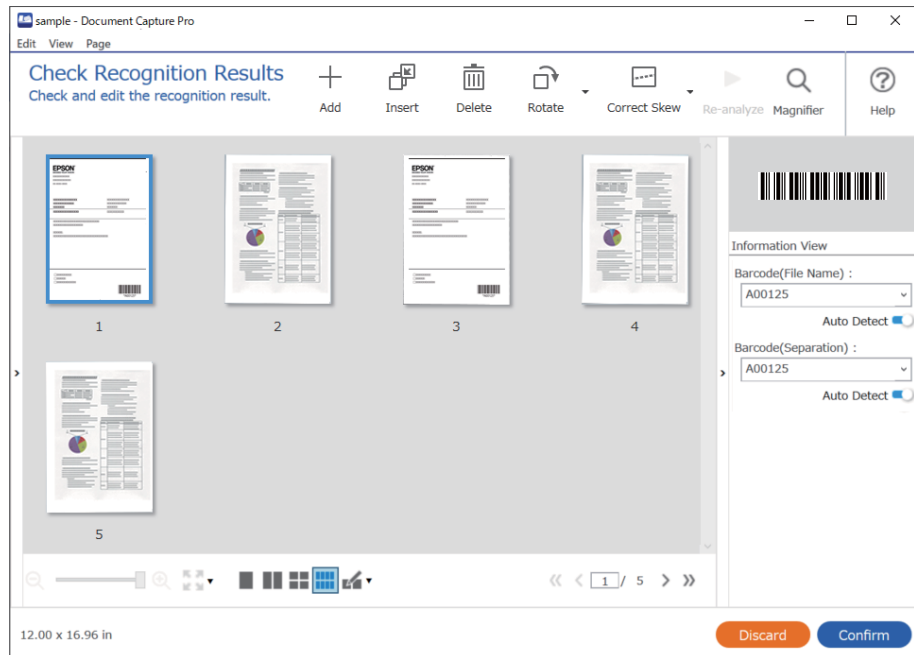 sample - Document Capture Pro
Edit View Page
Check Recognition Results
Check and edit the recognition result.
Add Insert Delete Rotate Correct Skew Re-analyze Magnifier Help
EPSON EPSON
1 2 3 4
5
Information View
Barcode(File Name) :
A00125
Auto Detect
Barcode(Separation) :
A00125
Auto Detect
1 / 5
12.00 x 16.96 in
Discard Confirm